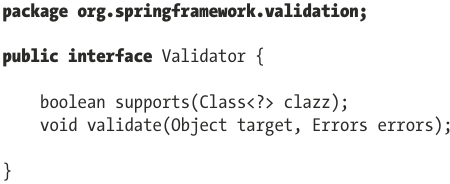 package org.springframework.validation;
public interface Validator {
boolean supports(Class<?> clazz);
void validate(Object target, Errors errors);
}